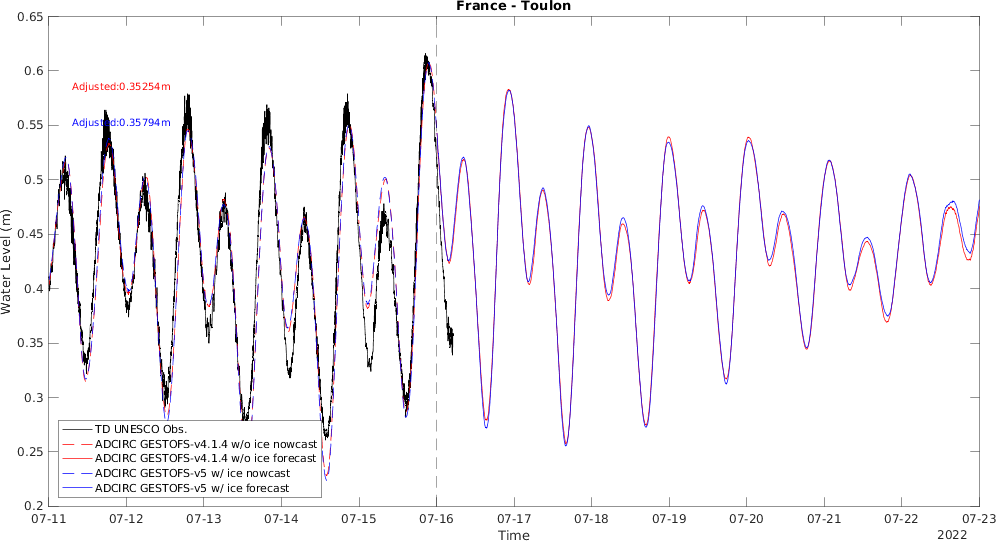 France - Toulon
0.65
0.6
0.55
0.5
0.45
0.4
0.35
0.3
0.25
0.2
Water Level (m)
Adjusted:0.35254m
Adjusted:0.35794m
TD UNESCO Obs.
ADCIRC GESTOFS-v4.1.4 w/o ice nowcast
ADCIRC GESTOFS-v4.1.4 w/o ice forecast
ADCIRC GESTOFS-v5 w/ ice nowcast
ADCIRC GESTOFS-v5 w/ ice forecast
07-11 07-12 07-13 07-14 07-15 07-16 07-17 07-18 07-19 07-20 07-21 07-22 07-23
Time
2022